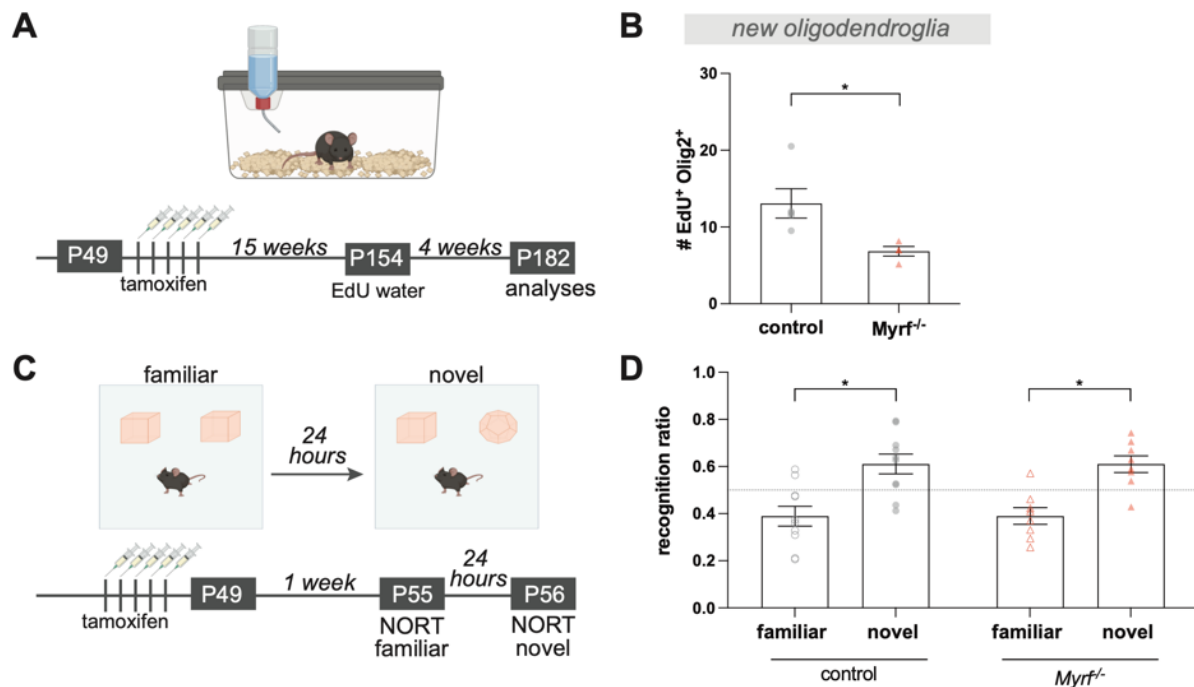 A
P49
tamoxifen
15 weeks
P154
EdU water
4 weeks
P182
analyses
B
new oligodendroglia
# EdU⁺ Olig2⁺
30
20
10
0
*
control
Myrf⁻/⁻
C
familiar
novel
24
hours
tamoxifen
P49
1 week
P55
NORT
familiar
24
hours
P56
NORT
novel
D
recognition ratio
1.0
0.8
0.6
0.4
0.2
0.0
*
*
familiar
novel
familiar
novel
control
Myrf⁻/⁻